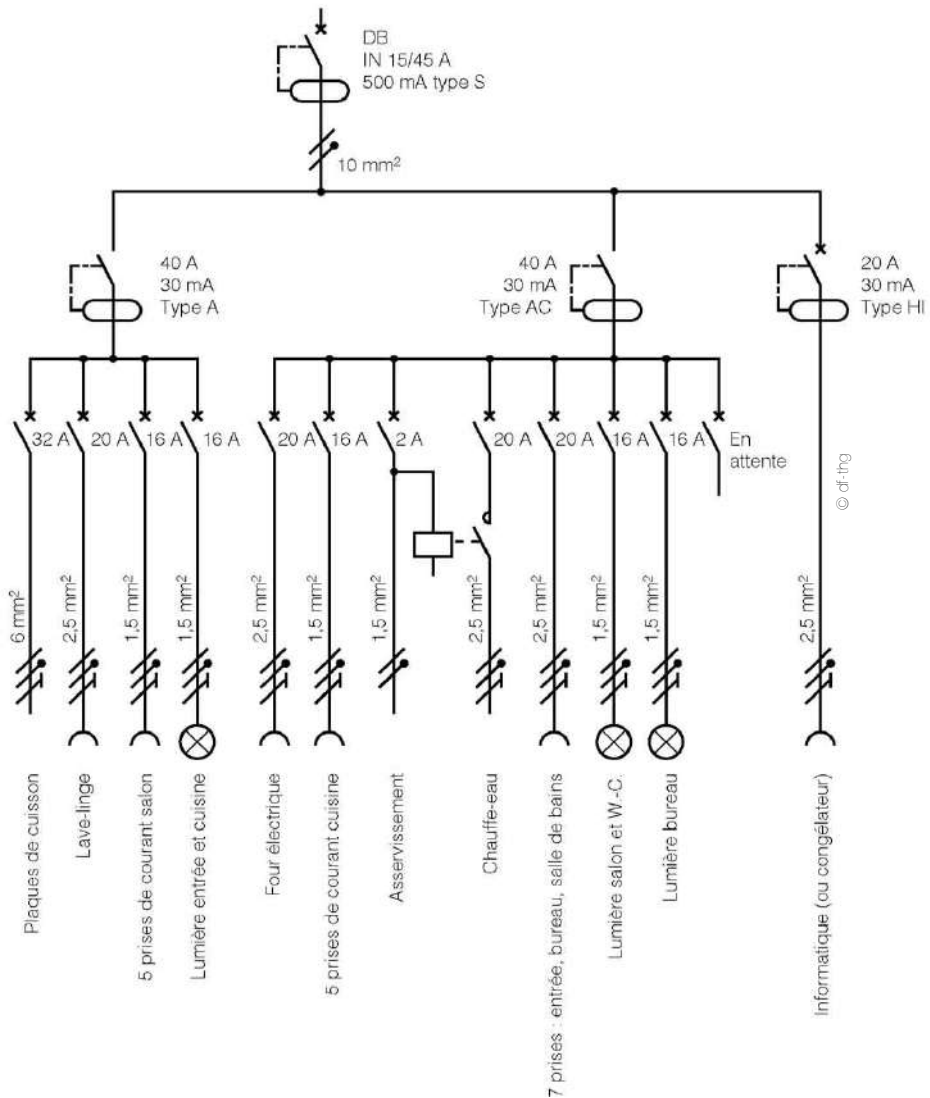 DB
IN 15/45 A
500 mA type S
10 mm²
40 A
30 mA
Type A
40 A
30 mA
Type AC
20 A
30 mA
Type HI
32 A
20 A
16 A
16 A
20 A
16 A
2 A
20 A
20 A
16 A
16 A
En
attente
© df-thg
6 mm²
2,5 mm²
1,5 mm²
1,5 mm²
2,5 mm²
1,5 mm²
1,5 mm²
2,5 mm²
2,5 mm²
1,5 mm²
1,5 mm²
2,5 mm²
Plaques de cuisson
Lave-linge
5 prises de courant salon
Lumière entrée et cuisine
Four électrique
5 prises de courant cuisine
Asservissement
Chauffe-eau
7 prises : entrée, bureau, salle de bains
Lumière salon et W.-C.
Lumière bureau
Informatique (ou congélateur)